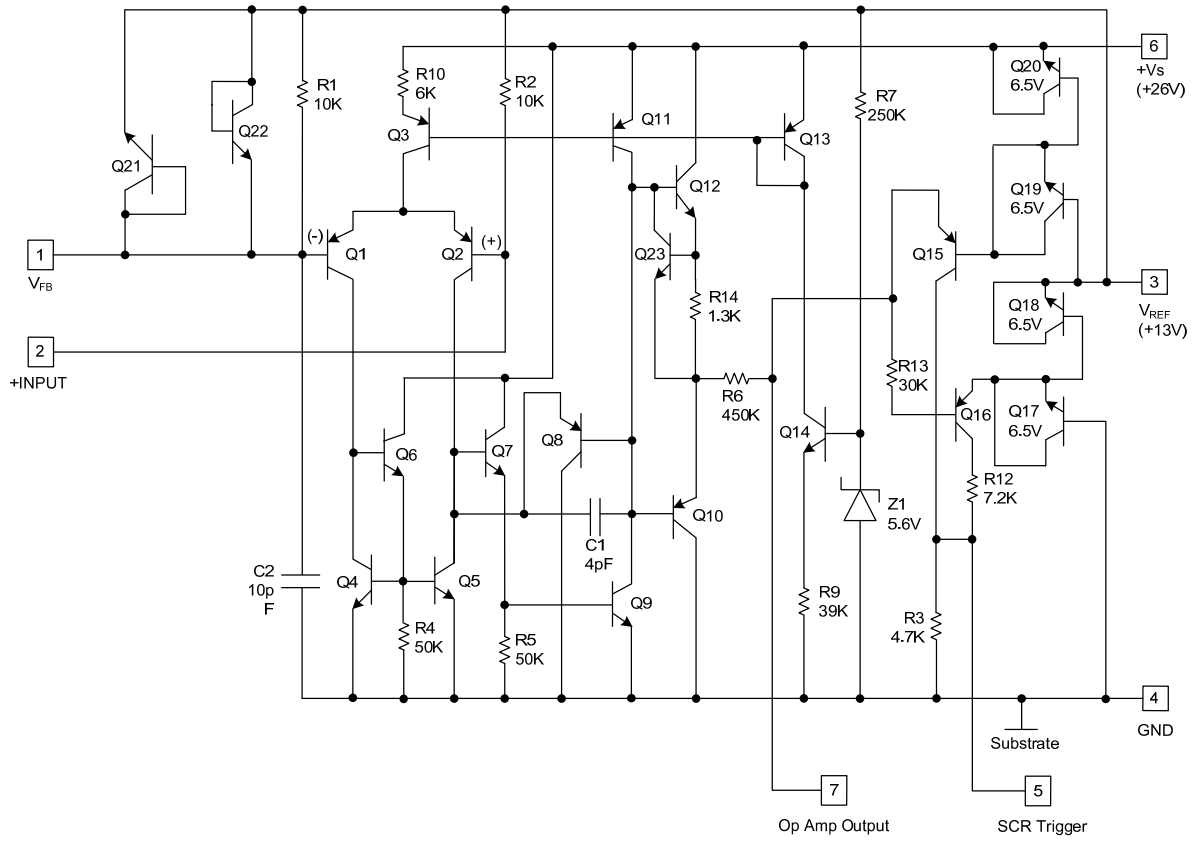 R10
6K
R1
10K
R2
10K
Q11
Q20
6.5V
6
+Vs
(+26V)
R7
250K
Q22
Q3
Q13
Q21
Q12
Q19
6.5V
(-)
(+)
1
VFB
Q1
Q2
Q23
Q15
R14
1.3K
Q18
6.5V
3
VREF
(+13V)
2
+INPUT
R6
450K
R13
30K
Q16
Q17
6.5V
Q6
Q7
Q8
Q14
R12
7.2K
Z1
5.6V
Q10
C1
4pF
C2
10p
F
Q4
Q5
Q9
R9
39K
R4
50K
R5
50K
R3
4.7K
4
GND
Substrate
7
Op Amp Output
5
SCR Trigger